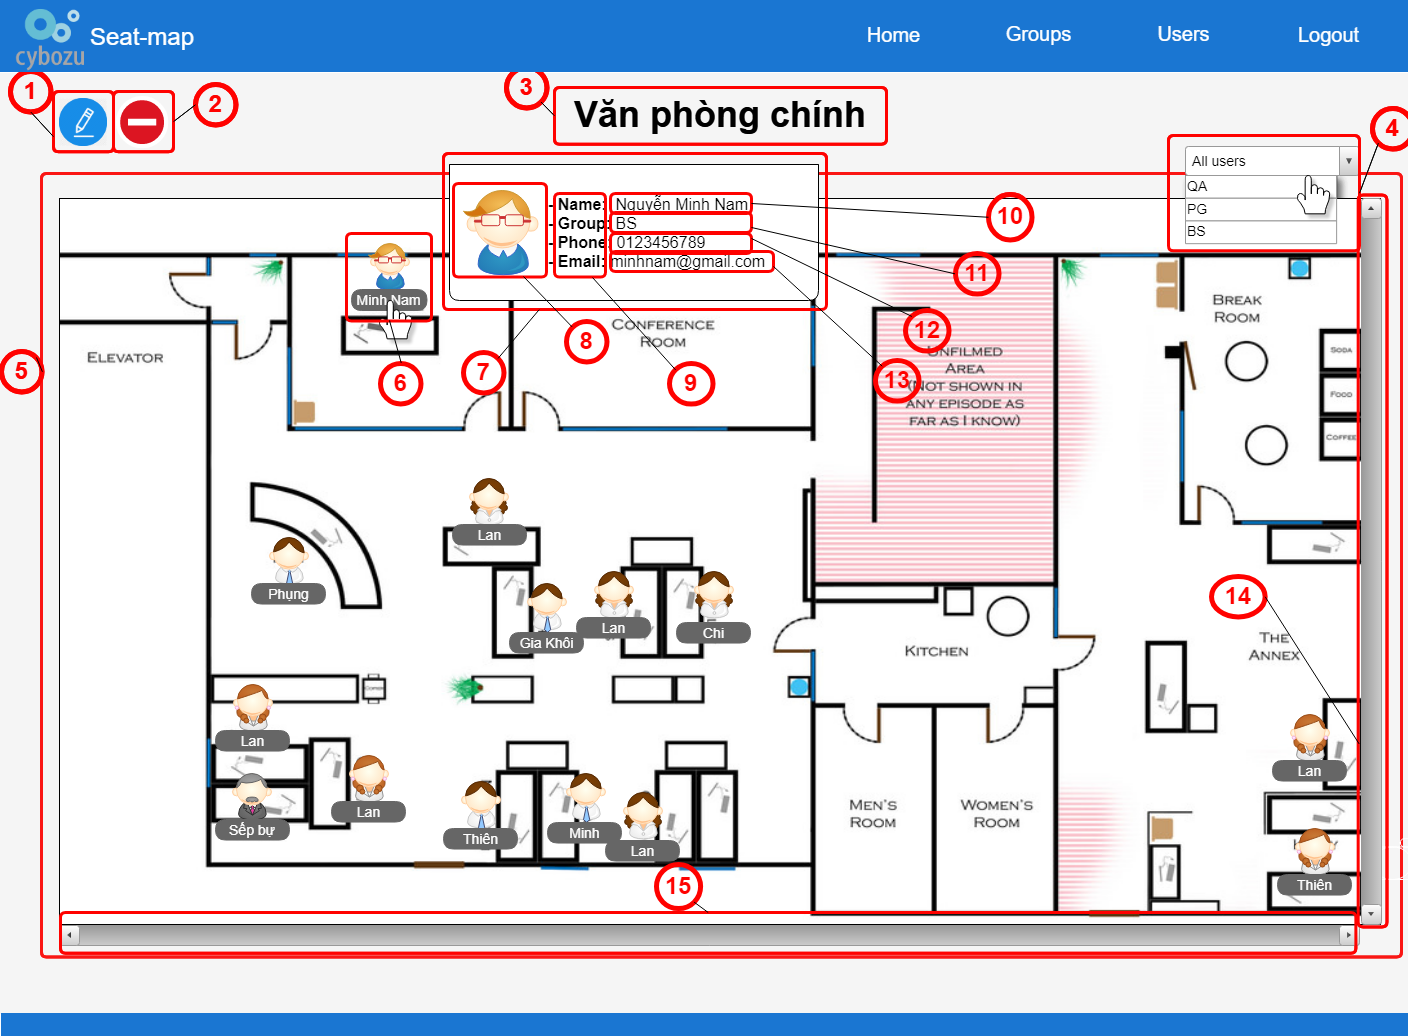 cybozu
Seat-map
Home
Groups
Users
Logout
1
2
3
Văn phòng chính
4
All users
QA
PG
BS
- Name: Nguyễn Minh Nam
- Group: BS
- Phone: 0123456789
- Email: minhnam@gmail.com
10
11
12
13
Minh Nam
5
6
7
8
9
ELEVATOR
CONFERENCE
ROOM
UNFILMED
AREA
(NOT SHOWN IN
ANY EPISODE AS
FAR AS I KNOW)
BREAK
ROOM
SODA
FOOD
COFFEE
Lan
Phụng
Gia Khôi
Lan
Chi
14
THE
ANNEX
KITCHEN
Lan
Sếp bự
Lan
Thiên
Minh
Lan
MEN'S
ROOM
WOMEN'S
ROOM
Lan
Thiên
15